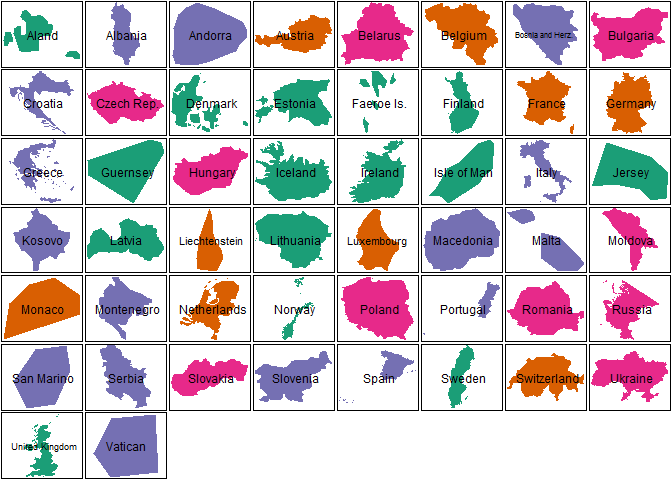 Aland
Albania
Andorra
Austria
Belarus
Belgium
Bosnia and Herz.
Bulgaria
Croatia
Czech Rep.
Denmark
Estonia
Faeroe Is.
Finland
France
Germany
Greece
Guernsey
Hungary
Iceland
Ireland
Isle of Man
Italy
Jersey
Kosovo
Latvia
Liechtenstein
Lithuania
Luxembourg
Macedonia
Malta
Moldova
Monaco
Montenegro
Netherlands
Norway
Poland
Portugal
Romania
Russia
San Marino
Serbia
Slovakia
Slovenia
Spain
Sweden
Switzerland
Ukraine
United Kingdom
Vatican